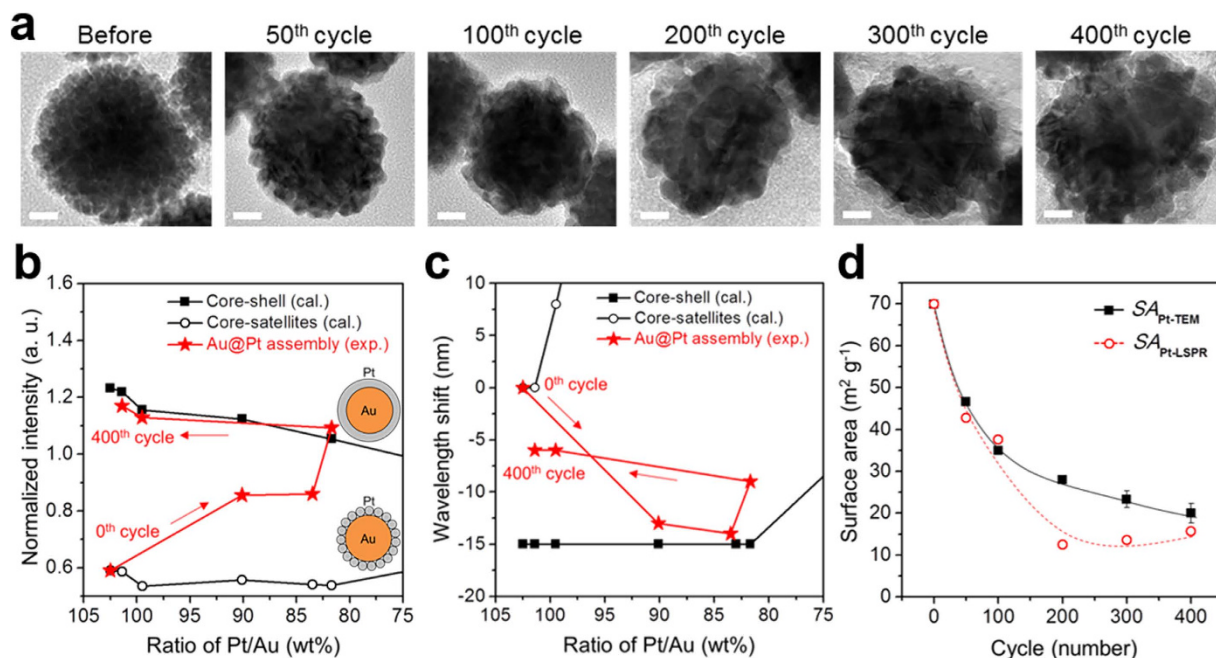 a
Before
50th cycle
100th cycle
200th cycle
300th cycle
400th cycle
b
Normalized intensity (a. u.)
1.6
1.4
1.2
1.0
0.8
0.6
Core-shell (cal.)
Core-satellites (cal.)
Au@Pt assembly (exp.)
Pt
Au
400th cycle
0th cycle
Pt
Au
105 100 95 90 85 80 75
Ratio of Pt/Au (wt%)
c
Wavelength shift (nm)
10
5
0
-5
-10
-15
-20
Core-shell (cal.)
Core-satellites (cal.)
Au@Pt assembly (exp.)
0th cycle
400th cycle
105 100 95 90 85 80 75
Ratio of Pt/Au (wt%)
d
Surface area (m² g⁻¹)
70
60
50
40
30
20
10
0
SA Pt-TEM
SA Pt-LSPR
0 100 200 300 400
Cycle (number)